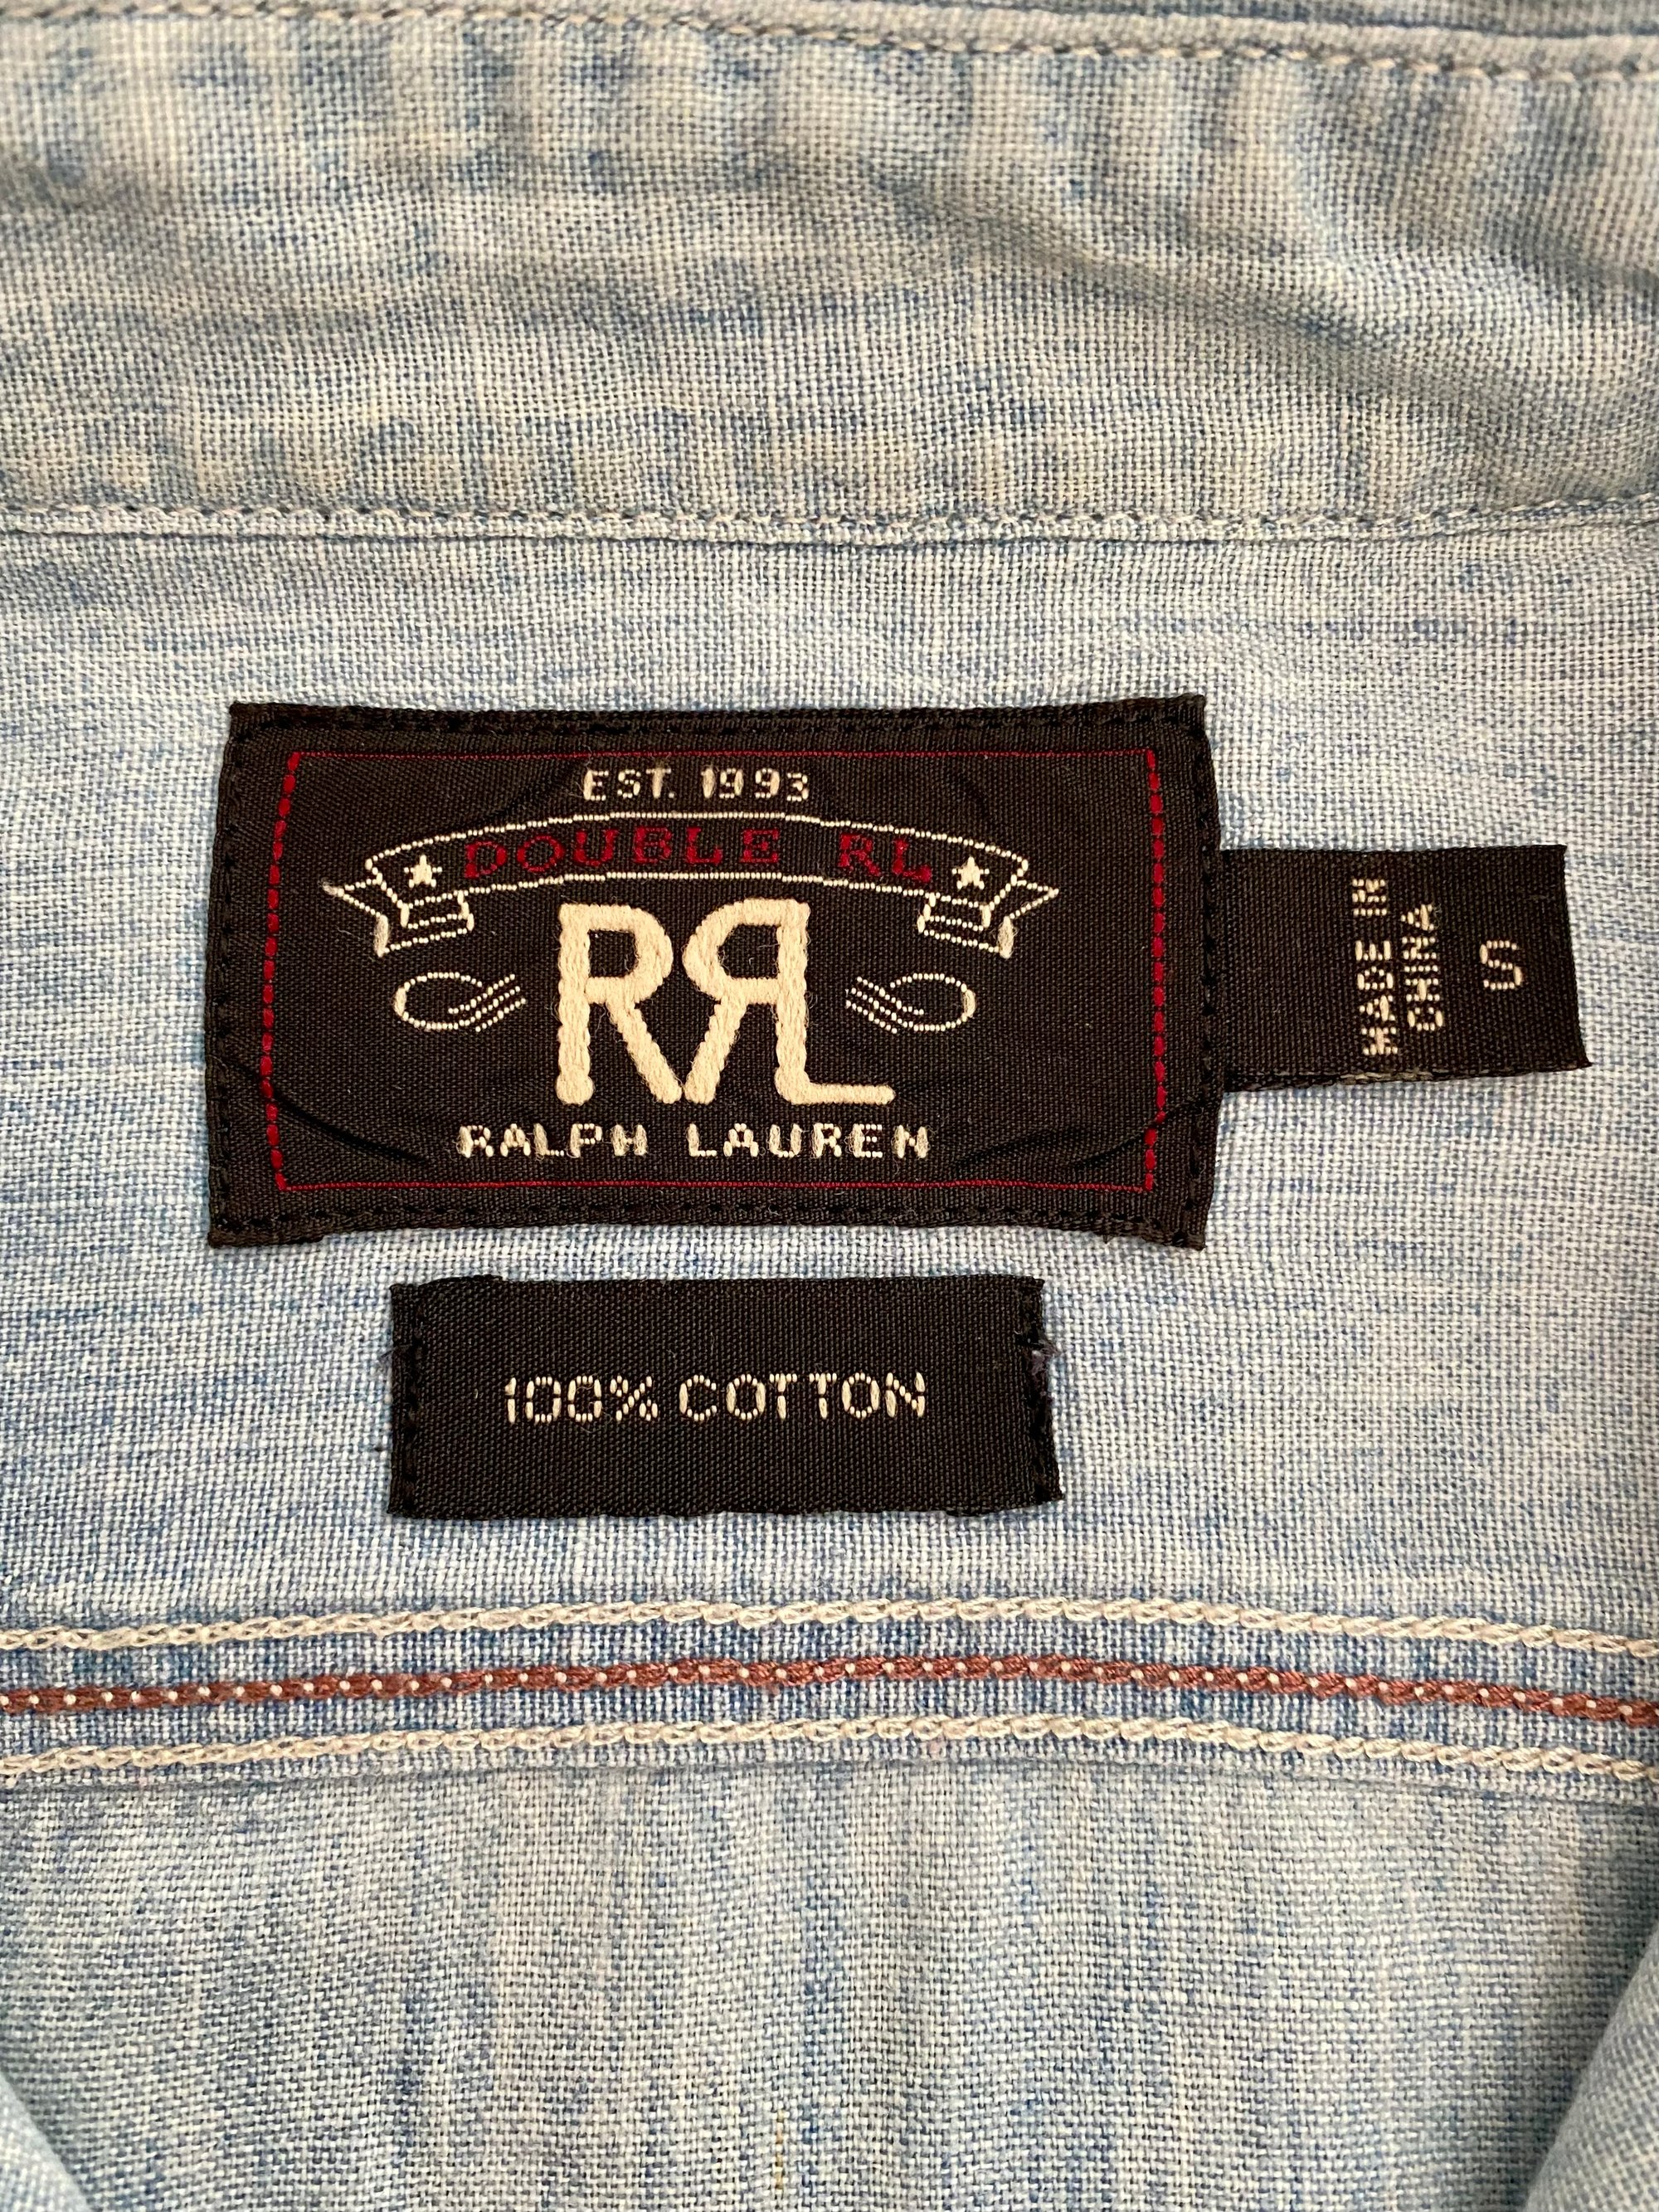 EST. 1993
DOUBLE RL
RRL
RALPH LAUREN
MADE IN
CHINA
S
100% COTTON